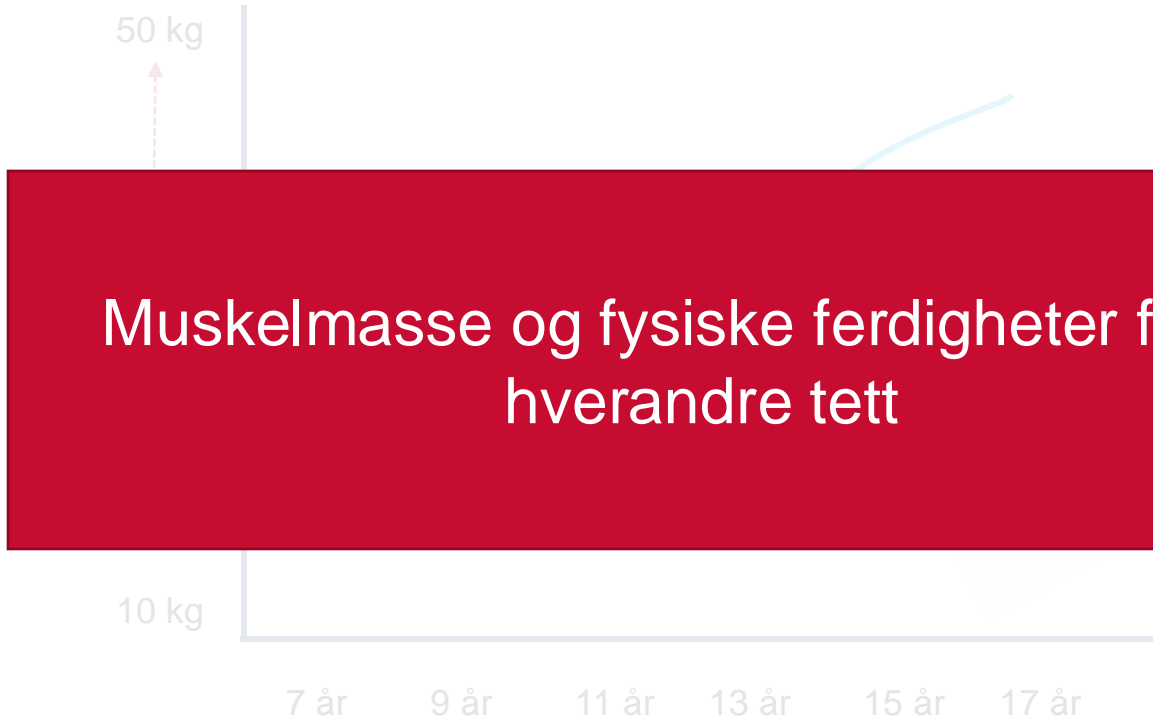 50 kg
Muskelmasse og fysiske ferdigheter
hverandre tett
10 kg
7 år 9 år 11 år 13 år 15 år 17 år